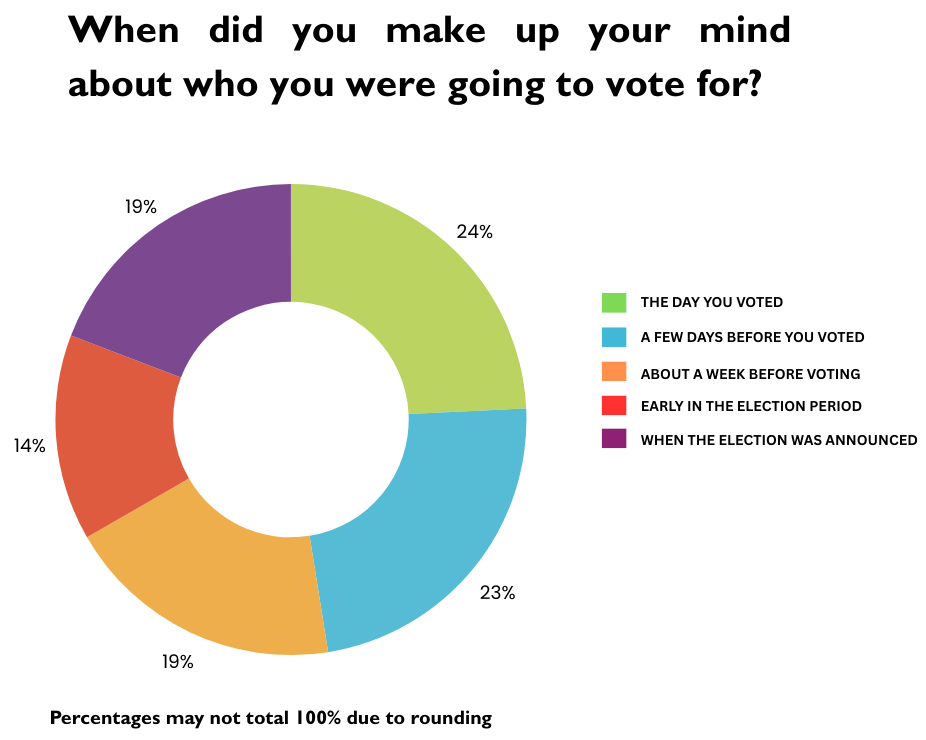 When did you make up your mind
about who you were going to vote for?
19%
24%
THE DAY YOU VOTED
A FEW DAYS BEFORE YOU VOTED
ABOUT A WEEK BEFORE VOTING
EARLY IN THE ELECTION PERIOD
WHEN THE ELECTION WAS ANNOUNCED
14%
23%
19%
Percentages may not total 100% due to rounding